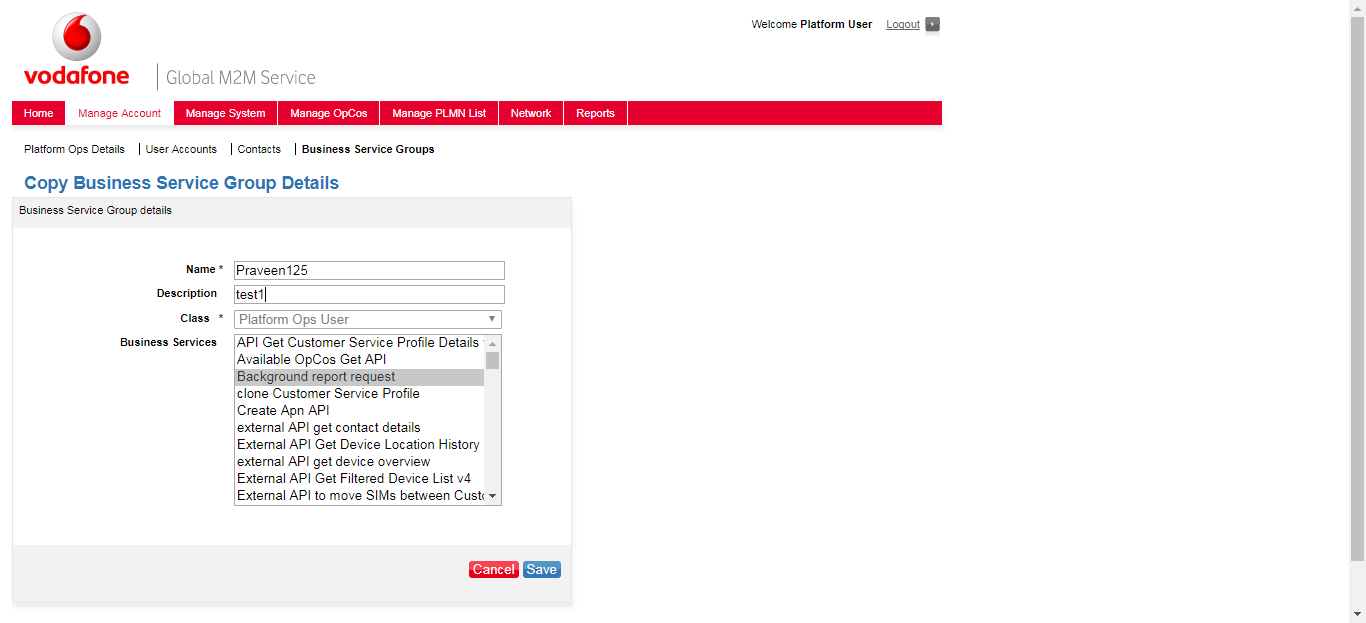 Welcome Platform User Logout
vodafone
Global M2M Service
Home Manage Account Manage System Manage OpCos Manage PLMN List Network Reports
Platform Ops Details User Accounts Contacts Business Service Groups
Copy Business Service Group Details
Business Service Group details
Name * Praveen125
Description test1
Class * Platform Ops User
Business Services
API Get Customer Service Profile Details
Available OpCos Get API
Background report request
clone Customer Service Profile
Create Apn API
external API get contact details
External API Get Device Location History
external API get device overview
External API Get Filtered Device List v4
External API to move SIMs between Custo
Cancel Save